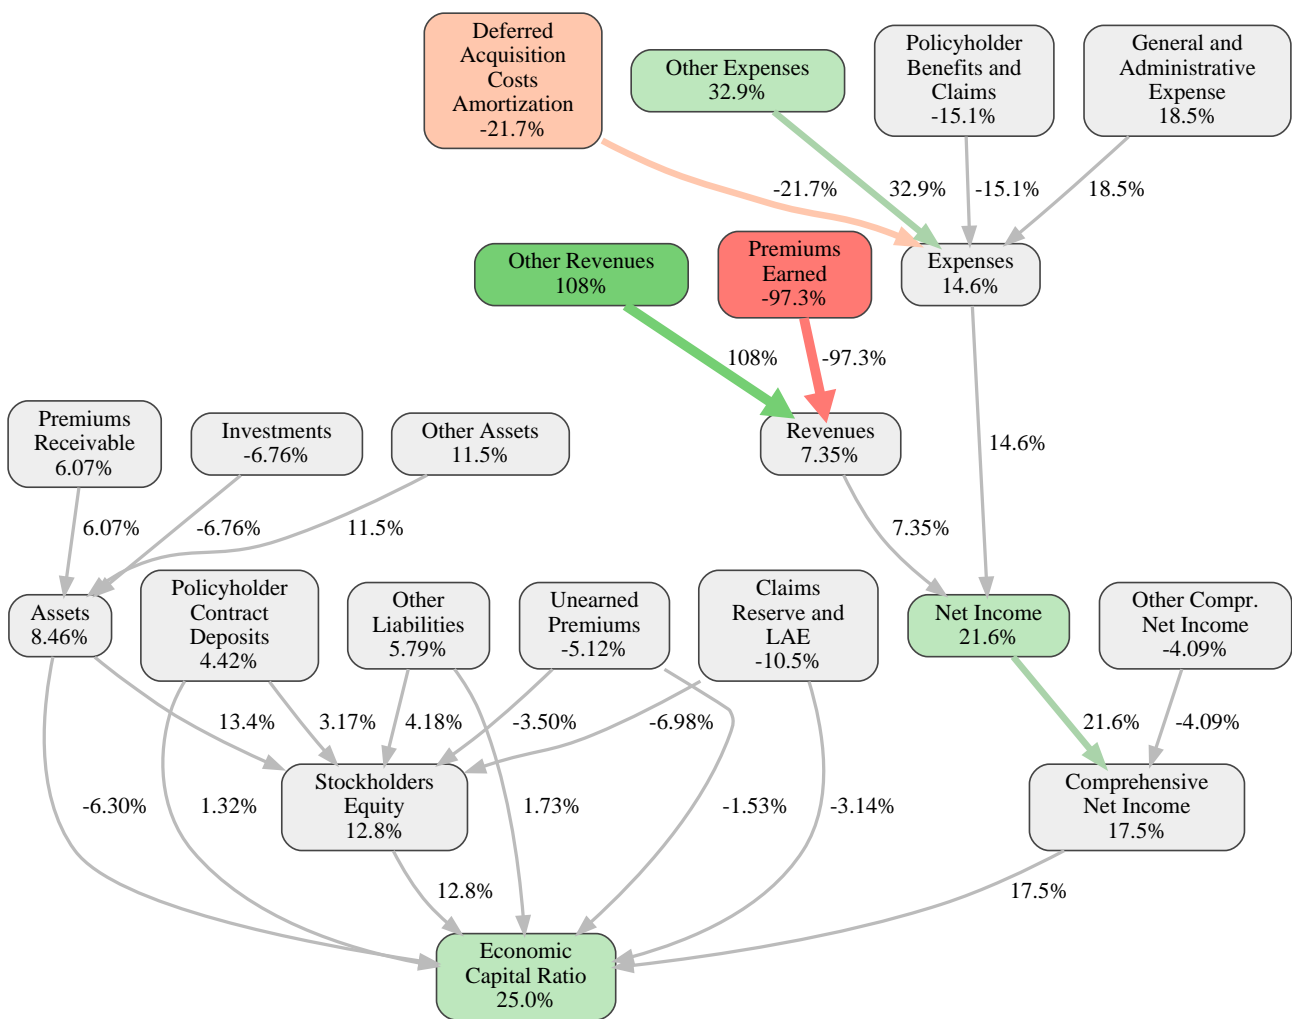 Deferred
Acquisition
Costs
Amortization
-21.7%
Other Expenses
32.9%
Policyholder
Benefits and
Claims
-15.1%
General and
Administrative
Expense
18.5%
-21.7%
32.9%
-15.1%
18.5%
Other Revenues
108%
Premiums
Earned
-97.3%
Expenses
14.6%
108%
-97.3%
14.6%
Premiums
Receivable
6.07%
Investments
-6.76%
Other Assets
11.5%
Revenues
7.35%
6.07%
-6.76%
11.5%
7.35%
Assets
8.46%
Policyholder
Contract
Deposits
4.42%
Other
Liabilities
5.79%
Unearned
Premiums
-5.12%
Claims
Reserve and
LAE
-10.5%
Net Income
21.6%
Other Compr.
Net Income
-4.09%
13.4%
3.17%
4.18%
-3.50%
-6.98%
21.6%
-4.09%
Stockholders
Equity
12.8%
Comprehensive
Net Income
17.5%
-6.30%
1.32%
1.73%
-1.53%
-3.14%
12.8%
17.5%
Economic
Capital Ratio
25.0%